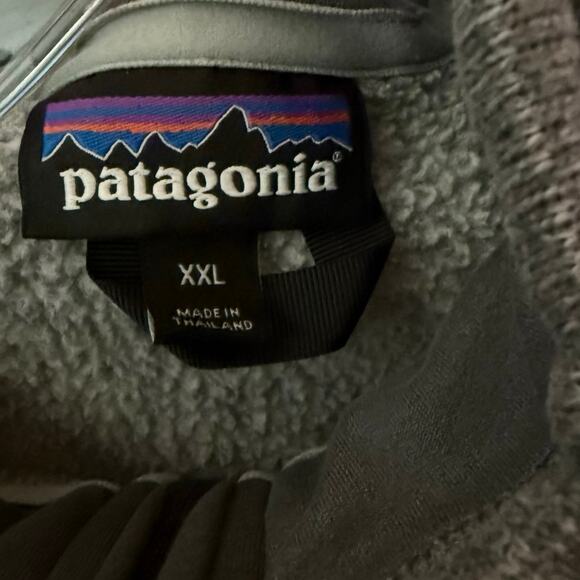 patagonia®
XXL
MADE IN
THAILAND